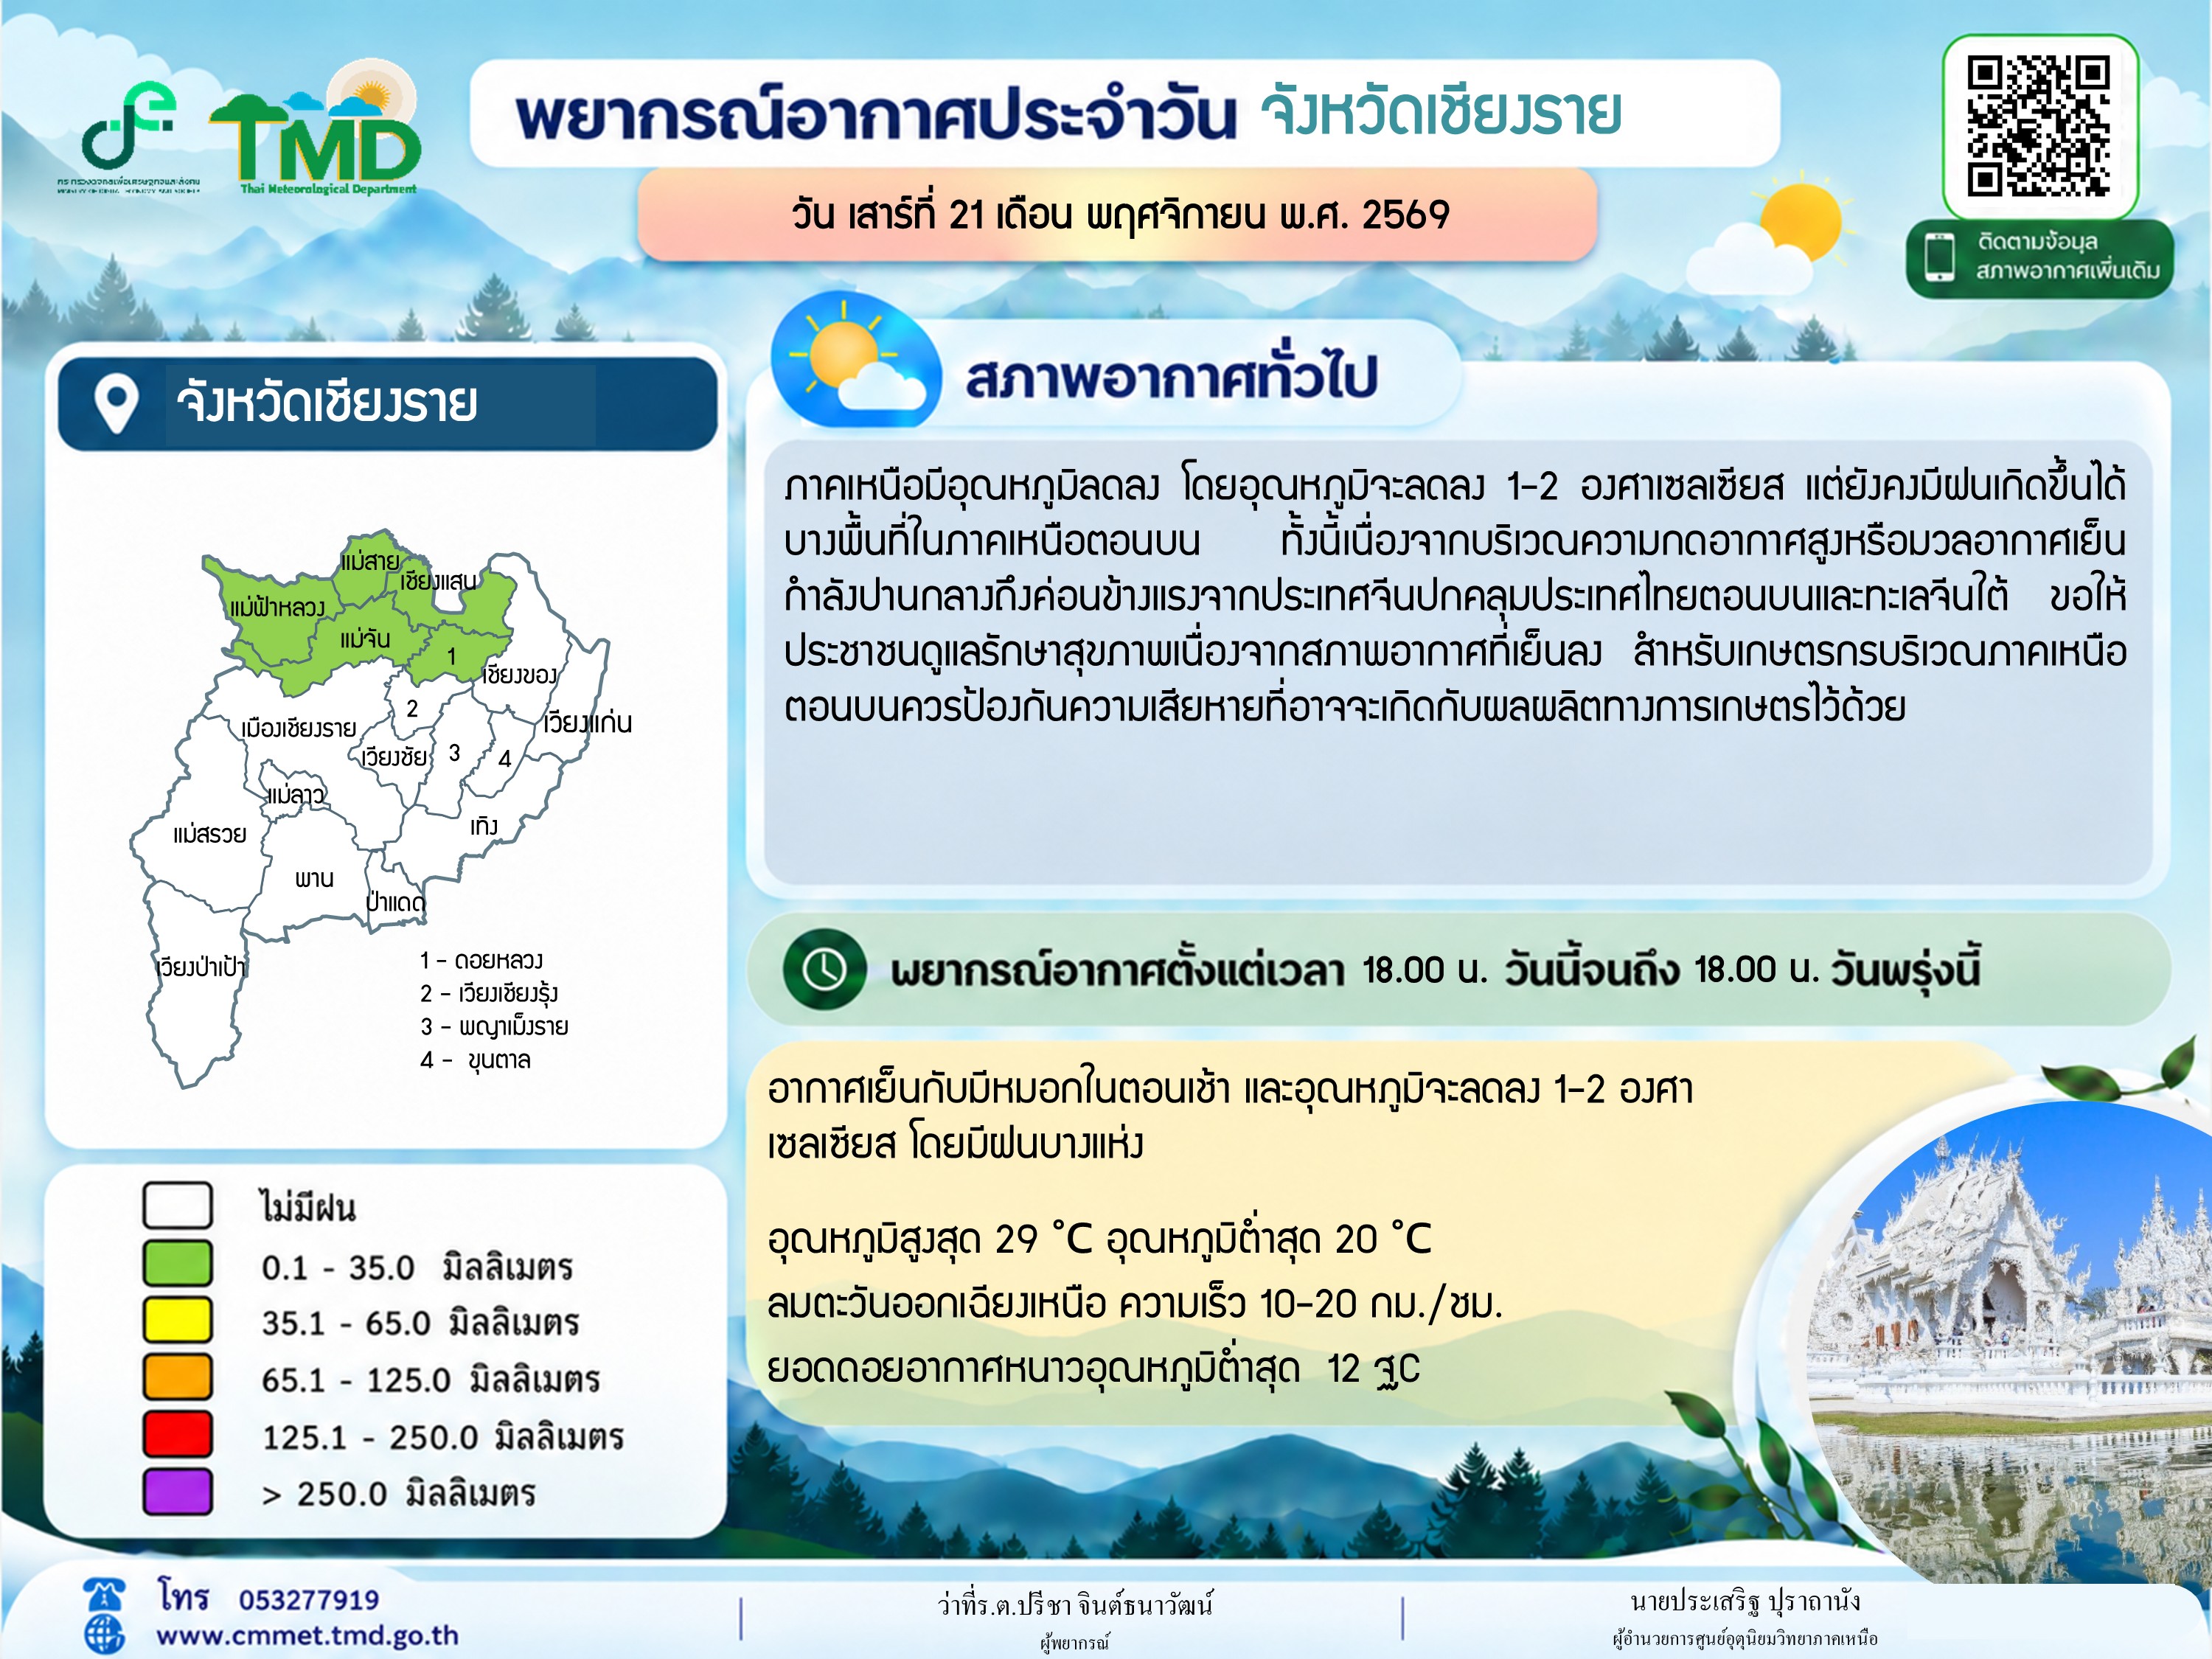 TMD
Thai Meteorological Department
พยากรณ์อากาศประจำวัน จังหวัดเชียงราย
วัน เสาร์ที่ 21 เดือน พฤศจิกายน พ.ศ. 2569
ติดตามข้อมูล
สภาพอากาศเพิ่มเติม
จังหวัดเชียงราย
แม่สาย
เชียงแสน
แม่ฟ้าหลวง
แม่จัน
1
เชียงของ
2
เวียงแก่น
เมืองเชียงราย
เวียงชัย
3
4
แม่ลาว
แม่สรวย
เทิง
พาน
ป่าแดด
เวียงป่าเป้า
1 - ดอยหลวง
2 - เวียงเชียงรุ้ง
3 - พญาเม็งราย
4 - ขุนตาล
ไม่มีฝน
0.1 - 35.0 มิลลิเมตร
35.1 - 65.0 มิลลิเมตร
65.1 - 125.0 มิลลิเมตร
125.1 - 250.0 มิลลิเมตร
> 250.0 มิลลิเมตร
สภาพอากาศทั่วไป
ภาคเหนือมีอุณหภูมิลดลง โดยอุณหภูมิจะลดลง 1-2 องศาเซลเซียส แต่ยังคงมีฝนเกิดขึ้นได้
บางพื้นที่ในภาคเหนือตอนบน ทั้งนี้เนื่องจากบริเวณความกดอากาศสูงหรือมวลอากาศเย็น
กำลังปานกลางถึงค่อนข้างแรงจากประเทศจีนปกคลุมประเทศไทยตอนบนและทะเลจีนใต้ ขอให้
ประชาชนดูแลรักษาสุขภาพเนื่องจากสภาพอากาศที่เย็นลง สำหรับเกษตรกรบริเวณภาคเหนือ
ตอนบนควรป้องกันความเสียหายที่อาจจะเกิดกับผลผลิตทางการเกษตรไว้ด้วย
พยากรณ์อากาศตั้งแต่เวลา 18.00 น. วันนี้จนถึง 18.00 น. วันพรุ่งนี้
อากาศเย็นกับมีหมอกในตอนเช้า และอุณหภูมิจะลดลง 1-2 องศา
เซลเซียส โดยมีฝนบางแห่ง
อุณหภูมิสูงสุด 29 °C อุณหภูมิต่ำสุด 20 °C
ลมตะวันออกเฉียงเหนือ ความเร็ว 10-20 กม./ชม.
ยอดดอยอากาศหนาวอุณหภูมิต่ำสุด 12 ฐC
โทร 053277919
www.cmmet.tmd.go.th
ว่าที่ร.ต.ปรีชา จินต์ธนาวัฒน์
ผู้พยากรณ์
นายประเสริฐ ปุราถานัง
ผู้อำนวยการศูนย์อุตุนิยมวิทยาภาคเหนือ